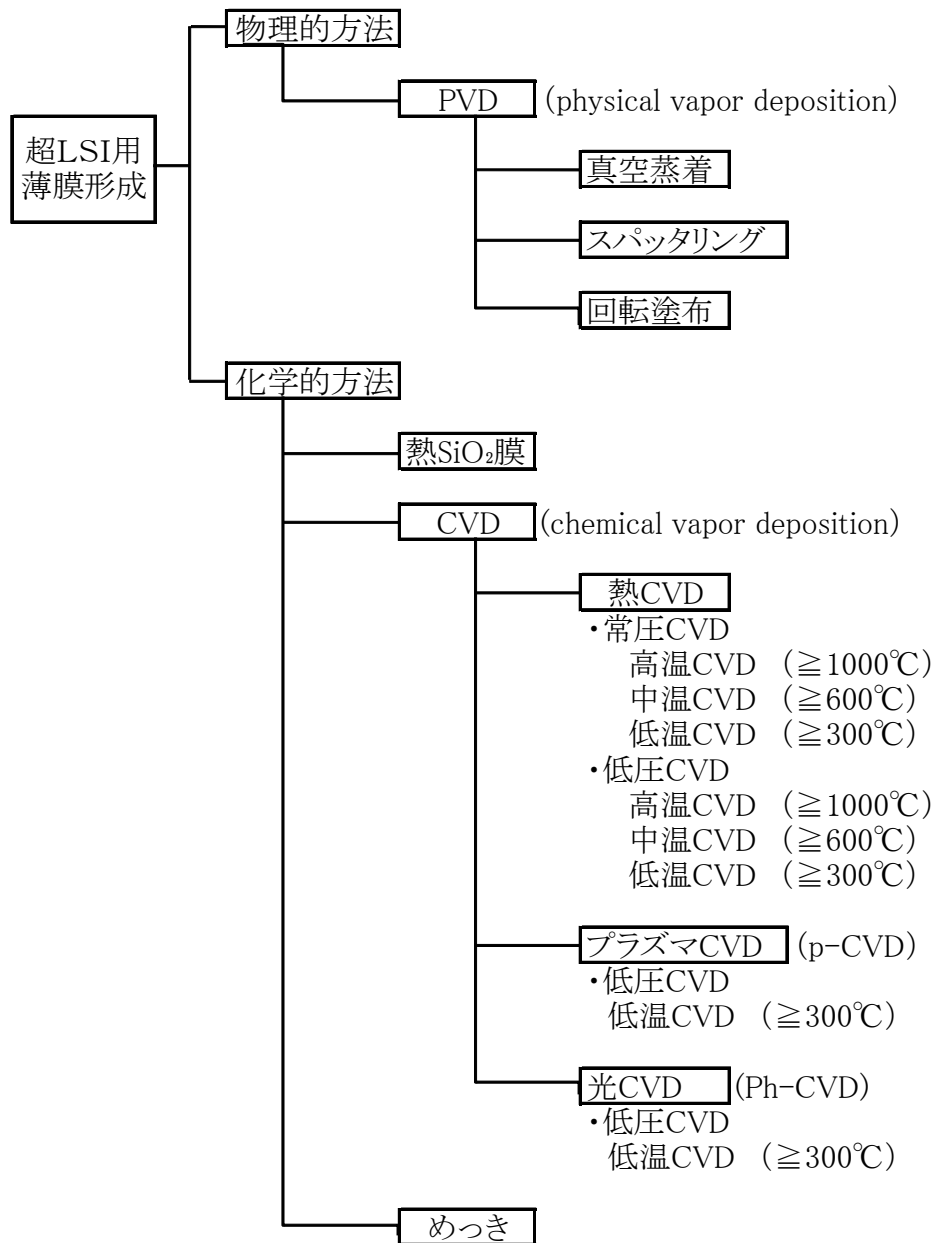 物理的方法
PVD (physical vapor deposition)
超LSI用
薄膜形成
真空蒸着
スパッタリング
回転塗布
化学的方法
熱SiO₂膜
CVD (chemical vapor deposition)
熱CVD
・常圧CVD
高温CVD (≧1000℃)
中温CVD (≧600℃)
低温CVD (≧300℃)
・低圧CVD
高温CVD (≧1000℃)
中温CVD (≧600℃)
低温CVD (≧300℃)
プラズマCVD (p-CVD)
・低圧CVD
低温CVD (≧300℃)
光CVD (Ph-CVD)
・低圧CVD
低温CVD (≧300℃)
めっき